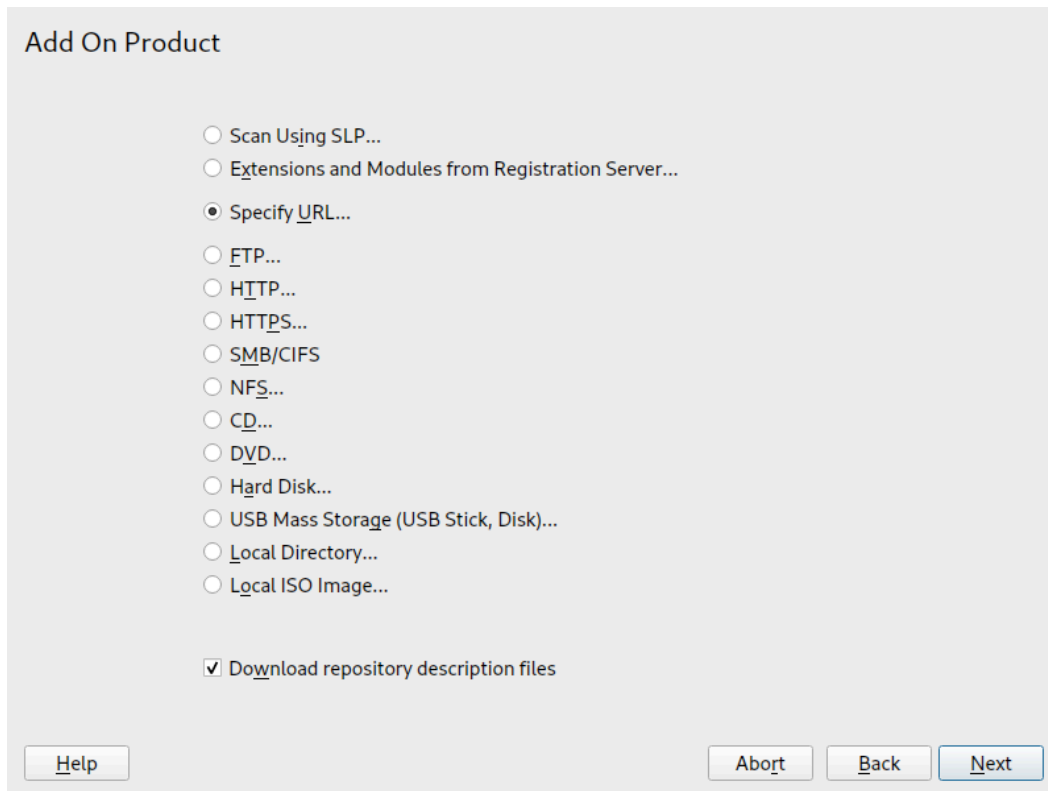 Add On Product
Scan Using SLP...
Extensions and Modules from Registration Server...
Specify URL...
FTP...
HTTP...
HTTPS...
SMB/CIFS
NFS...
CD...
DVD...
Hard Disk...
USB Mass Storage (USB Stick, Disk)...
Local Directory...
Local ISO Image...
Download repository description files
Help Abort Back Next